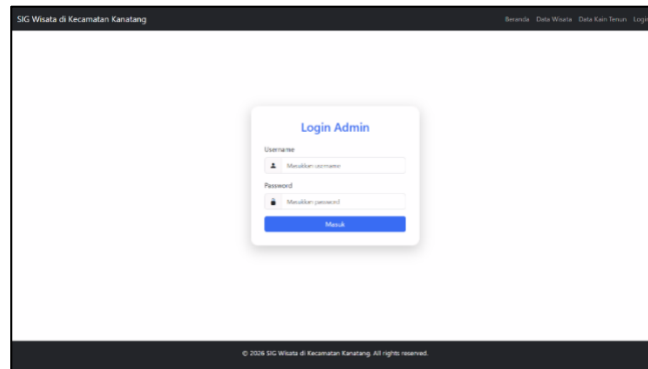 SIG Wisata di Kecamatan Kanatang
Beranda Data Wisata Data Kain Tenun Login
Login Admin
Username
Masukkan username
Password
Masukkan password
Masuk
© 2026 SIG Wisata di Kecamatan Kanatang. All rights reserved.